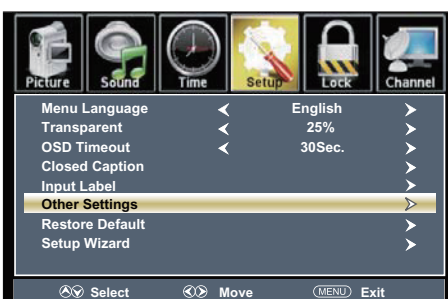 Picture Sound Time Setup Lock Channel
Menu Language English
Transparent 25%
OSD Timeout 30Sec.
Closed Caption
Input Label
Other Settings
Restore Default
Setup Wizard
Select Move MENU Exit